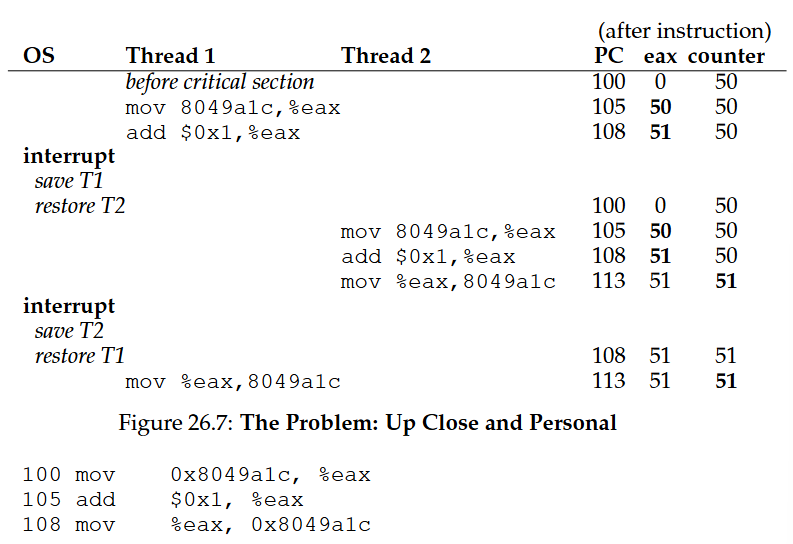 (after instruction)
OS Thread 1 Thread 2 PC eax counter
before critical section 100 0 50
mov 8049a1c,%eax 105 50 50
add $0x1,%eax 108 51 50
interrupt
save T1
restore T2 100 0 50
mov 8049a1c,%eax 105 50 50
add $0x1,%eax 108 51 50
mov %eax,8049a1c 113 51 51
interrupt
save T2
restore T1 108 51 51
mov %eax,8049a1c 113 51 51
Figure 26.7: The Problem: Up Close and Personal
100 mov 0x8049a1c, %eax
105 add $0x1, %eax
108 mov %eax, 0x8049a1c